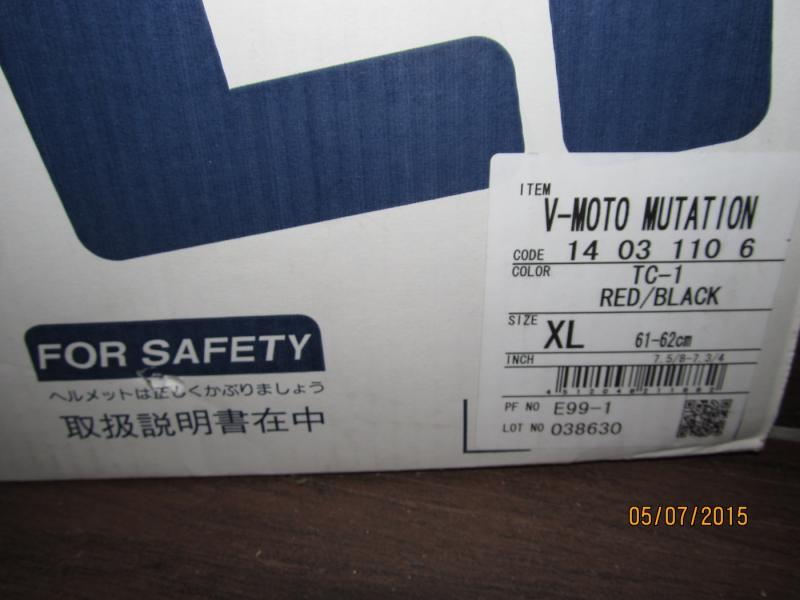 ITEM
V-MOTO MUTATION
CODE 14 03 110 6
COLOR TC-1
RED/BLACK
SIZE XL 61-62cm
INCH 7.5/8-7.3/4
PF NO E99-1
LOT NO 038630
FOR SAFETY
ヘルメットは正しくかぶりましょう
取扱説明書在中
05/07/2015